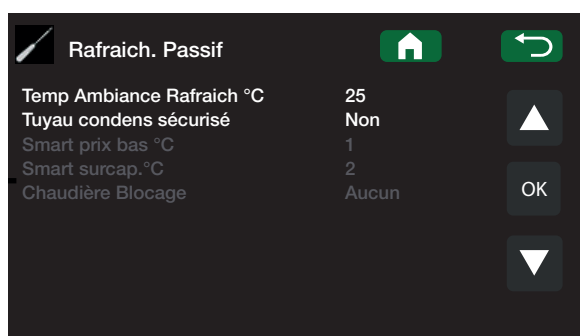 Rafraich. Passif
Temp Ambiance Rafraich °C 25
Tuyau condens sécurisé Non
Smart prix bas °C 1
Smart surcap.°C 2
Chaudière Blocage Aucun
OK